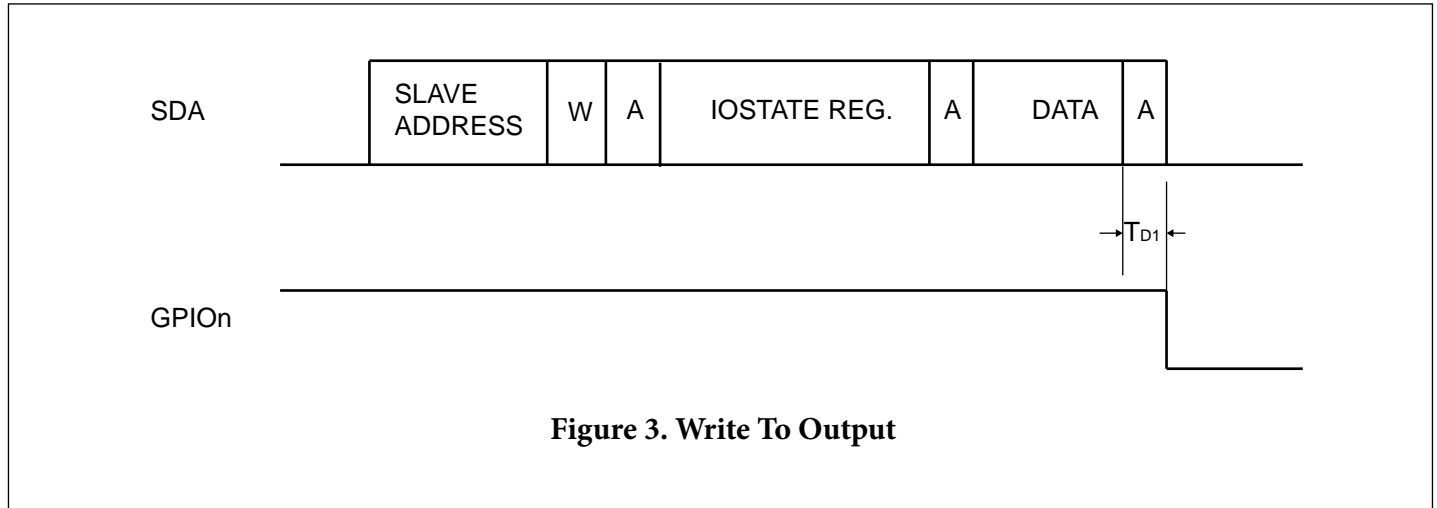 SDA
SLAVE
ADDRESS
W
A
IOSTATE REG.
A
DATA
A
TD1
GPIOn
Figure 3. Write To Output